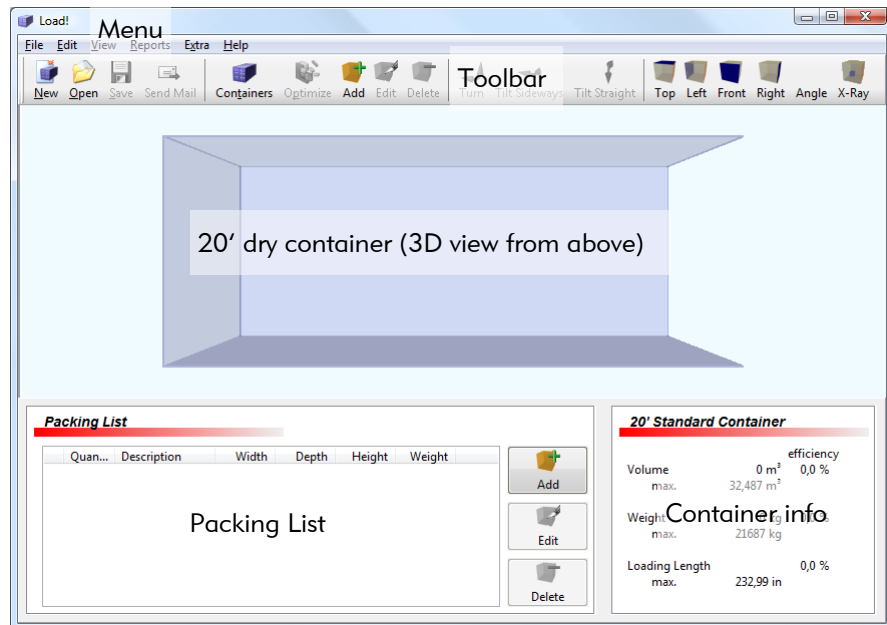 Load!
Menu
File Edit View Reports Extra Help
Toolbar
New Open Save Send Mail Containers Optimize Add Edit Delete Turn Tilt Sideways Tilt Straight Top Left Front Right Angle X-Ray
20' dry container (3D view from above)
Packing List
Quan... Description Width Depth Height Weight
Packing List
Add
Edit
Delete
20' Standard Container
efficiency
Volume 0 m³ 0,0 %
max. 32,487 m³
Weight kg %
Container info
max. 21687 kg
Loading Length 0,0 %
max. 232,99 in